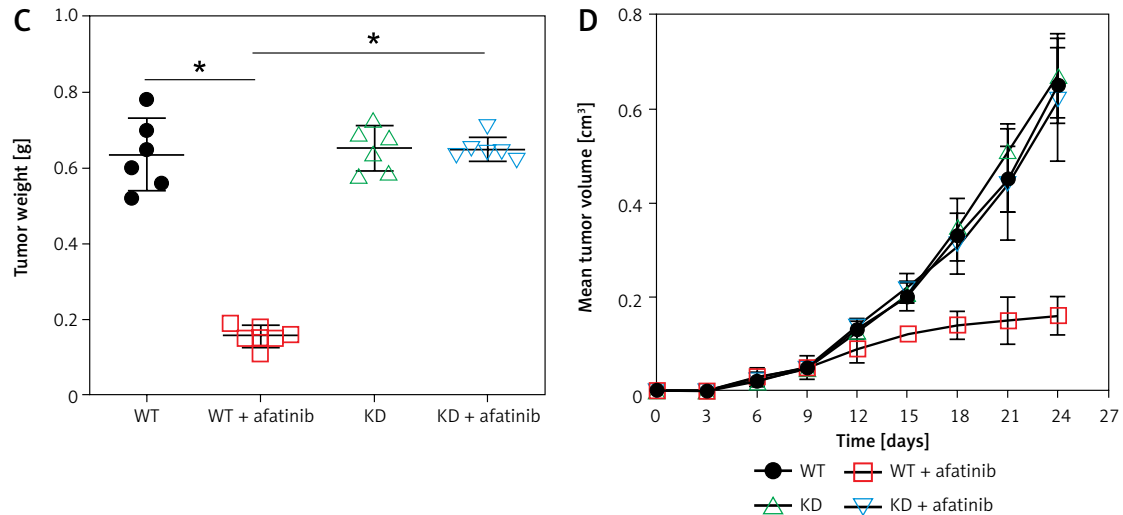 C
Tumor weight [g]
1.0
0.8
0.6
0.4
0.2
0
*
*
WT
WT + afatinib
KD
KD + afatinib
D
Mean tumor volume [cm³]
0.8
0.6
0.4
0.2
0
0 3 6 9 12 15 18 21 24 27
Time [days]
WT WT + afatinib
KD KD + afatinib